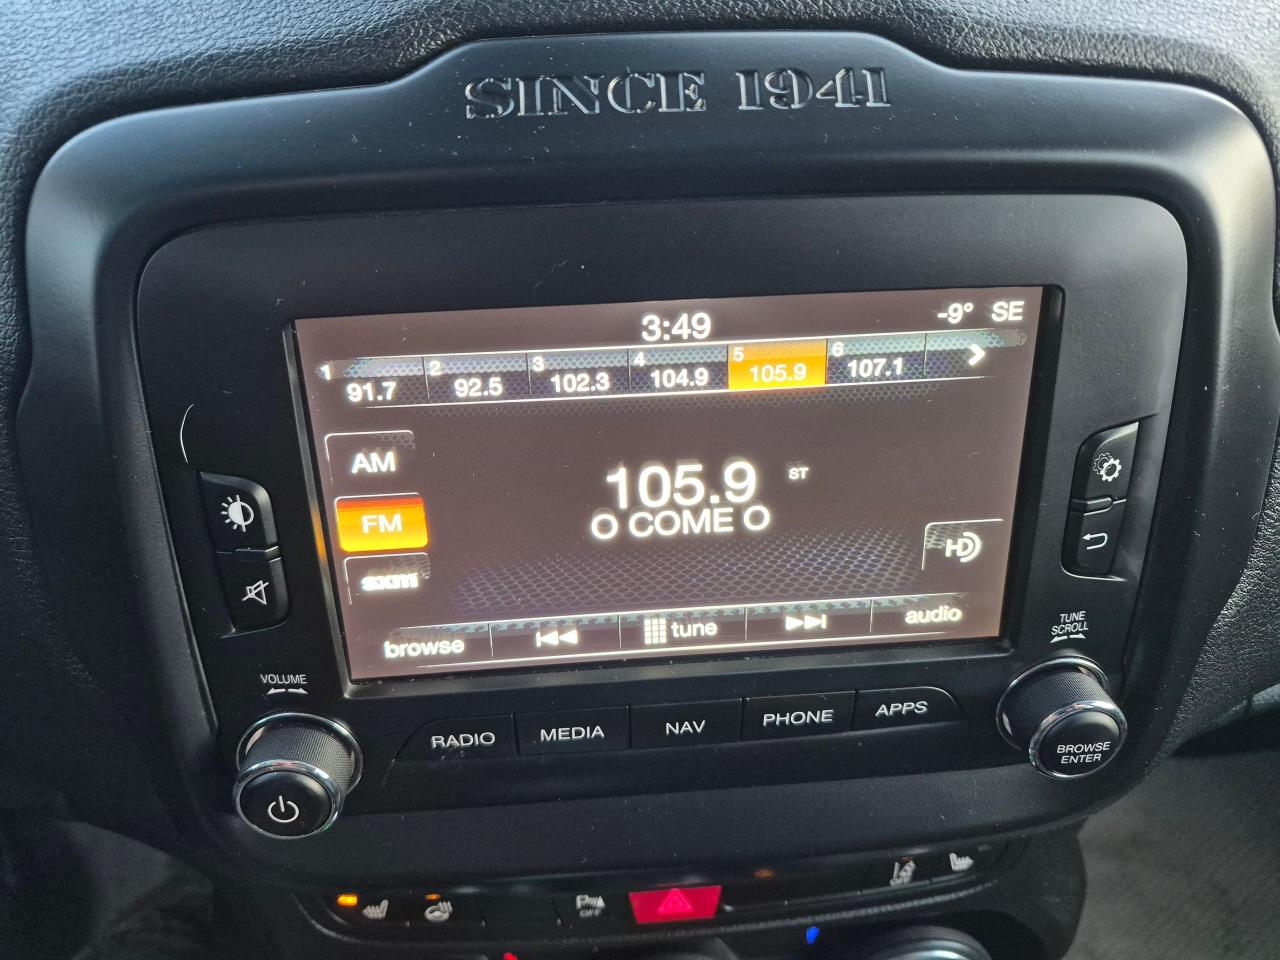 SINCE 1941
3:49 -9° SE
1 91.7 2 92.5 3 102.3 4 104.9 5 105.9 6 107.1
AM
FM
sxm
105.9 ST
O COME O
HD
browse tune audio
VOLUME
TUNE
SCROLL
RADIO MEDIA NAV PHONE APPS
BROWSE
ENTER
P
OFF